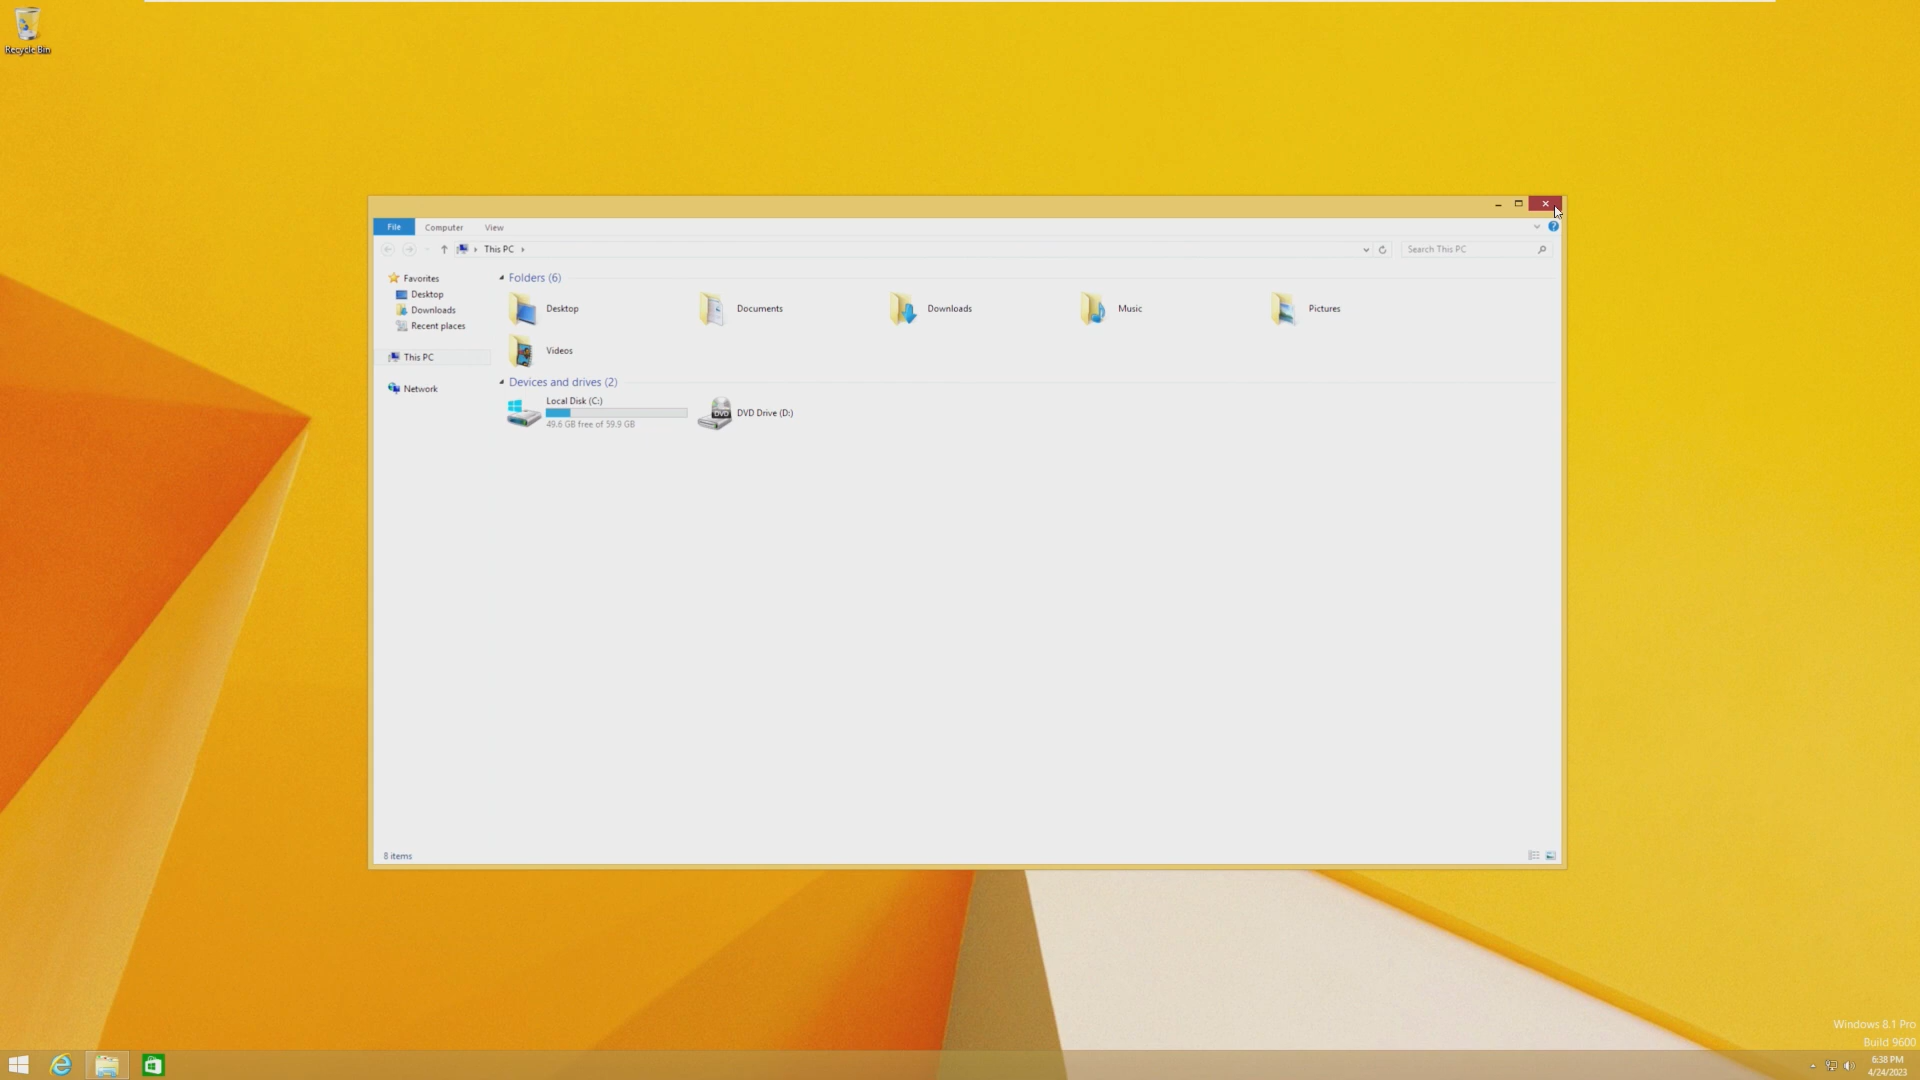 Recycle Bin
File Computer View
This PC
Search This PC
Favorites
Desktop
Downloads
Recent places
This PC
Network
Folders (6)
Desktop
Documents
Downloads
Music
Pictures
Videos
Devices and drives (2)
Local Disk (C:)
49.6 GB free of 59.9 GB
DVD
DVD Drive (D:)
8 items
Windows 8.1 Pro
Build 9600
6:38 PM
4/24/2023